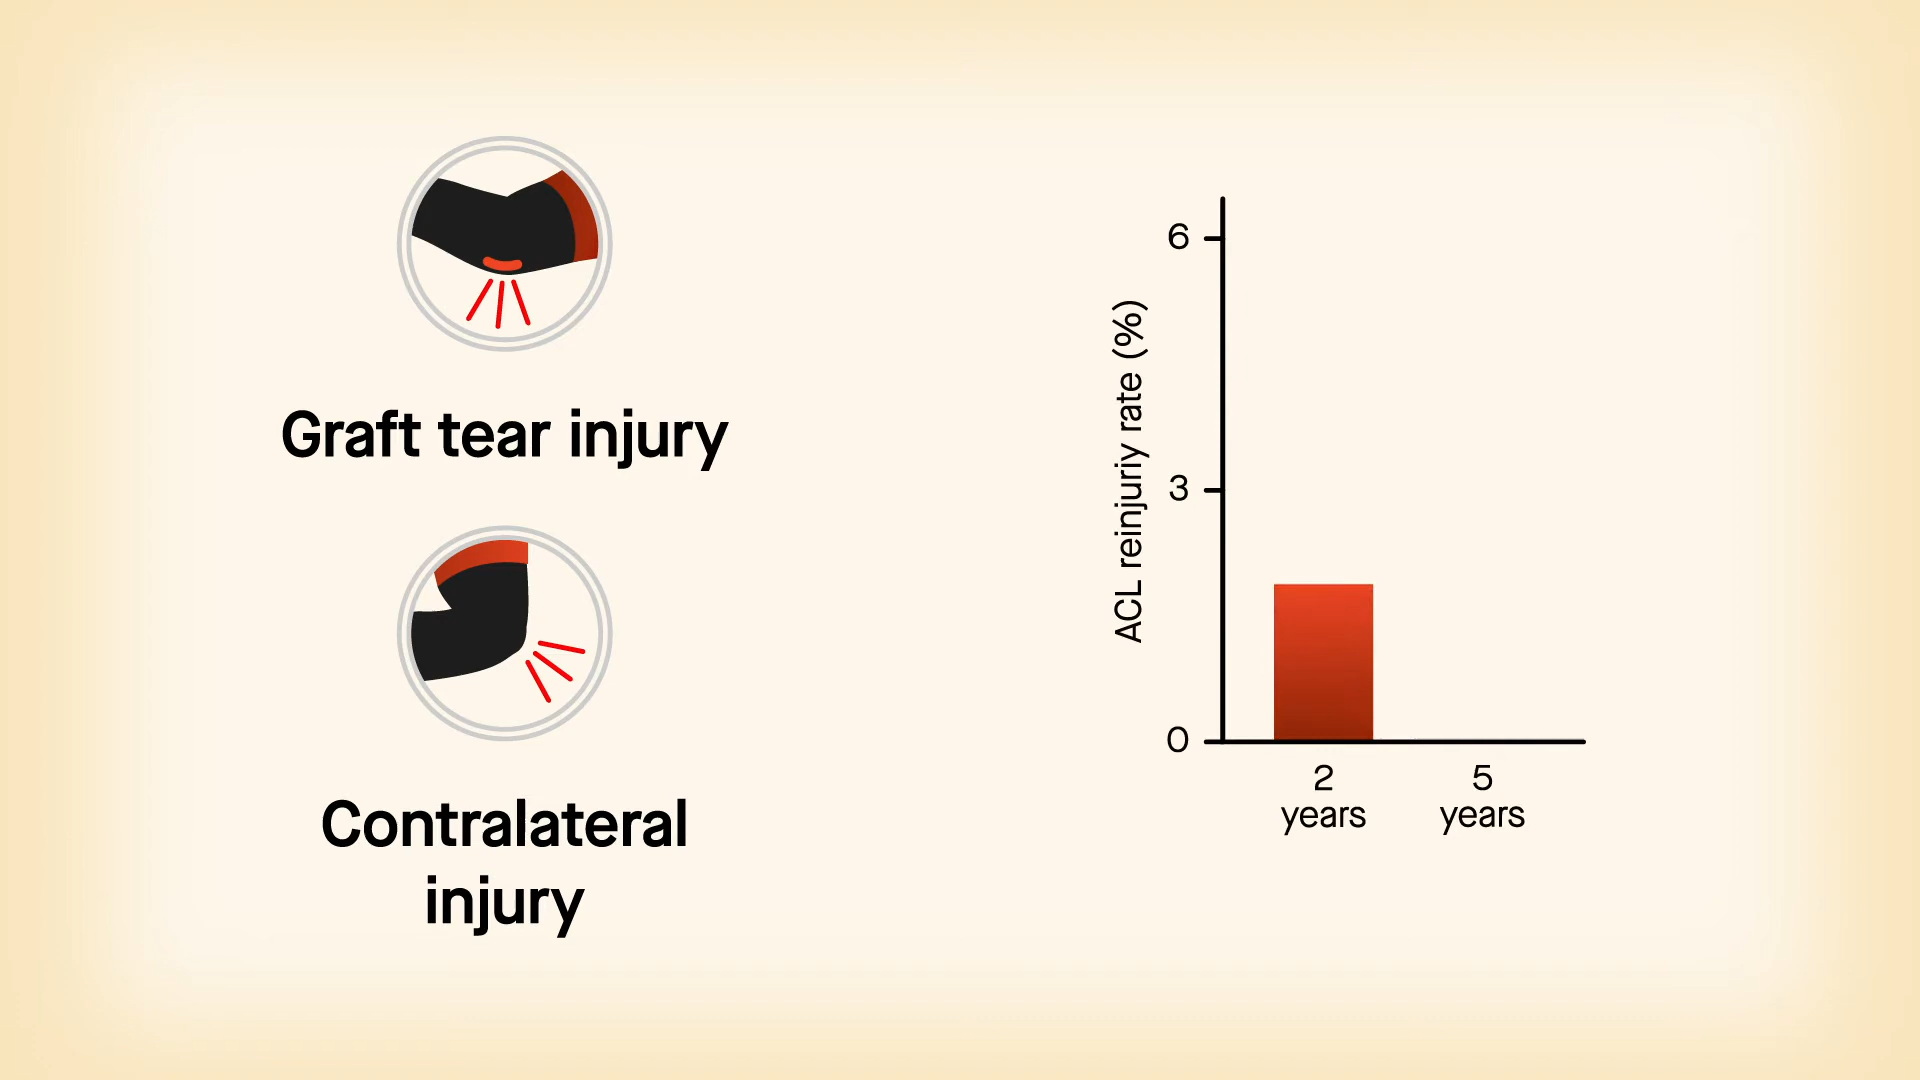 Graft tear injury
Contralateral
injury
ACL reinjuriy rate (%)
6
3
0
2
years
5
years